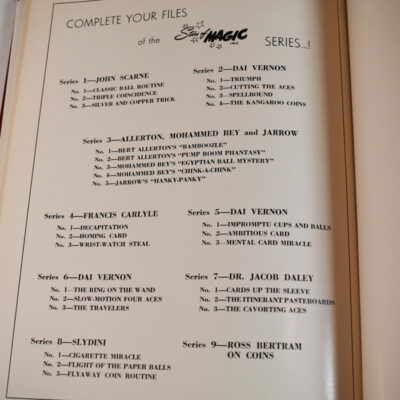 COMPLETE YOUR FILES
of the Stars of MAGIC INC. SERIES...!
Series 1—JOHN SCARNE
No. 1—CLASSIC BALL ROUTINE
No. 2—TRIPLE COINCIDENCE
No. 3—SILVER AND COPPER TRICK
Series 2—DAI VERNON
No. 1—TRIUMPH
No. 2—CUTTING THE ACES
No. 3—SPELLBOUND
No. 4—THE KANGAROO COINS
Series 3—ALLERTON, MOHAMMED BEY and JARROW
No. 1—BERT ALLERTON'S "BAMBOOZLE"
No. 2—BERT ALLERTON'S "PUMP ROOM PHANTASY"
No. 3—MOHAMMED BEY'S "EGYPTIAN BALL MYSTERY"
No. 4—MOHAMMED BEY'S "CHINK-A-CHINK"
No. 5—JARROW'S "HANKY-PANKY"
Series 4—FRANCIS CARLYLE
No. 1—DECAPITATION
No. 2—HOMING CARD
No. 3—WRIST-WATCH STEAL
Series 5—DAI VERNON
No. 1—IMPROMPTU CUPS AND BALLS
No. 2—AMBITIOUS CARD
No. 3—MENTAL CARD MIRACLE
Series 6—DAI VERNON
No. 1—THE RING ON THE WAND
No. 2—SLOW-MOTION FOUR ACES
No. 3—THE TRAVELERS
Series 7—DR. JACOB DALEY
No. 1—CARDS UP THE SLEEVE
No. 2—THE ITINERANT PASTEBOARDS
No. 3—THE CAVORTING ACES
Series 8—SLYDINI
No. 1—CIGARETTE MIRACLE
No. 2—FLIGHT OF THE PAPER BALLS
No. 3—FLYAWAY COIN ROUTINE
Series 9—ROSS BERTRAM
ON COINS